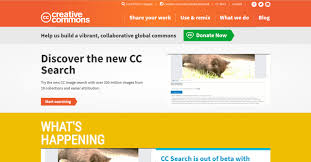 creative
commons
Share your work
Use & remix
What we do
Blog
Help us build a vibrant, collaborative global commons
Donate Now
Discover the new CC
Search
Try the new CC image search with over 300 million images from
19 collections and easier attribution
Start searching
WHAT'S
HAPPENING
CC Search is out of beta with